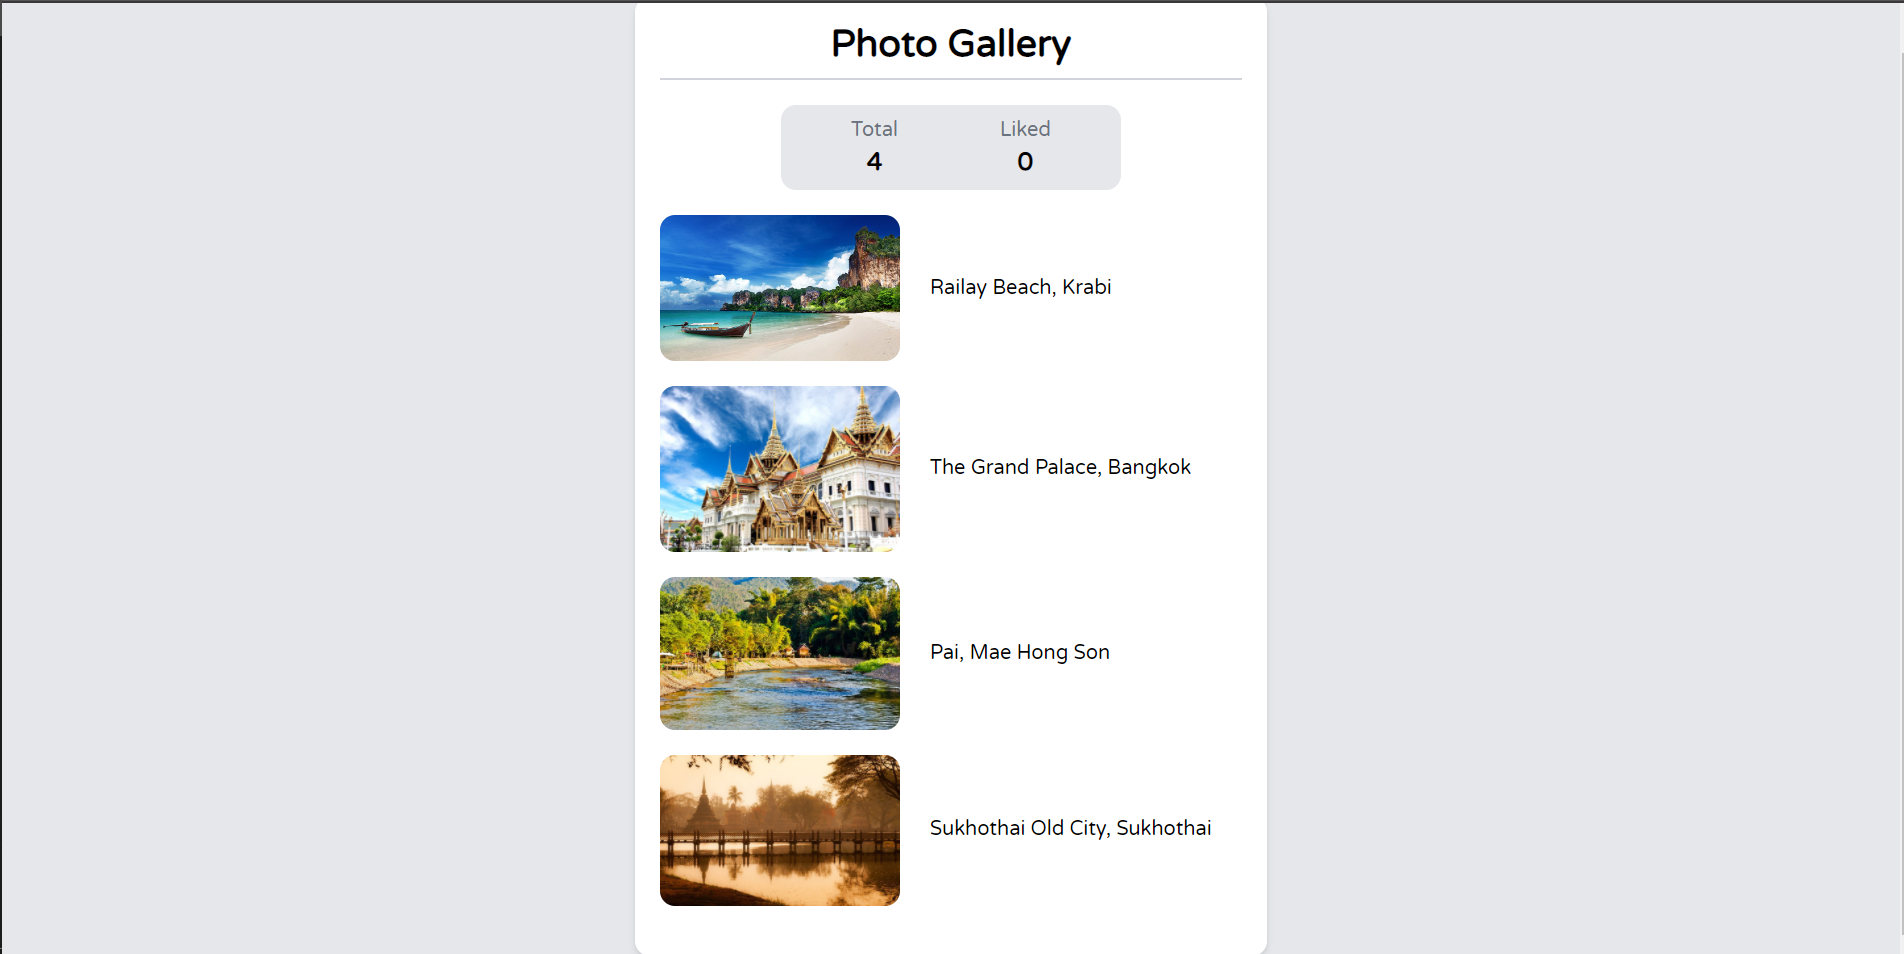 Photo Gallery
Total Liked
4 0
Railay Beach, Krabi
The Grand Palace, Bangkok
Pai, Mae Hong Son
Sukhothai Old City, Sukhothai